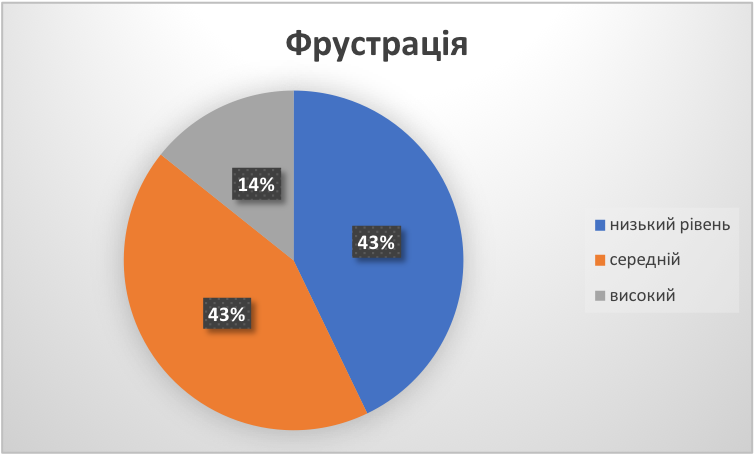 Фрустрація
14%
43%
43%
низький рівень
середній
високий